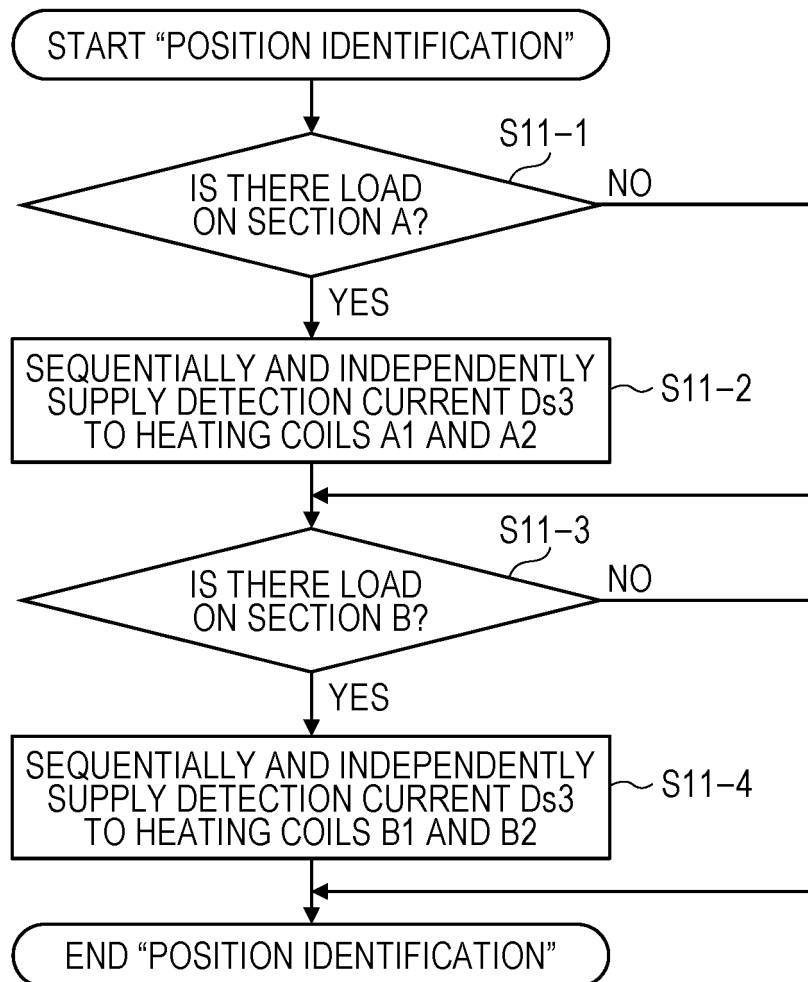 START “POSITION IDENTIFICATION”
S11–1
IS THERE LOAD
ON SECTION A?
NO
YES
SEQUENTIALLY AND INDEPENDENTLY
SUPPLY DETECTION CURRENT Ds3
TO HEATING COILS A1 AND A2
S11–2
S11–3
IS THERE LOAD
ON SECTION B?
NO
YES
SEQUENTIALLY AND INDEPENDENTLY
SUPPLY DETECTION CURRENT Ds3
TO HEATING COILS B1 AND B2
S11–4
END “POSITION IDENTIFICATION”